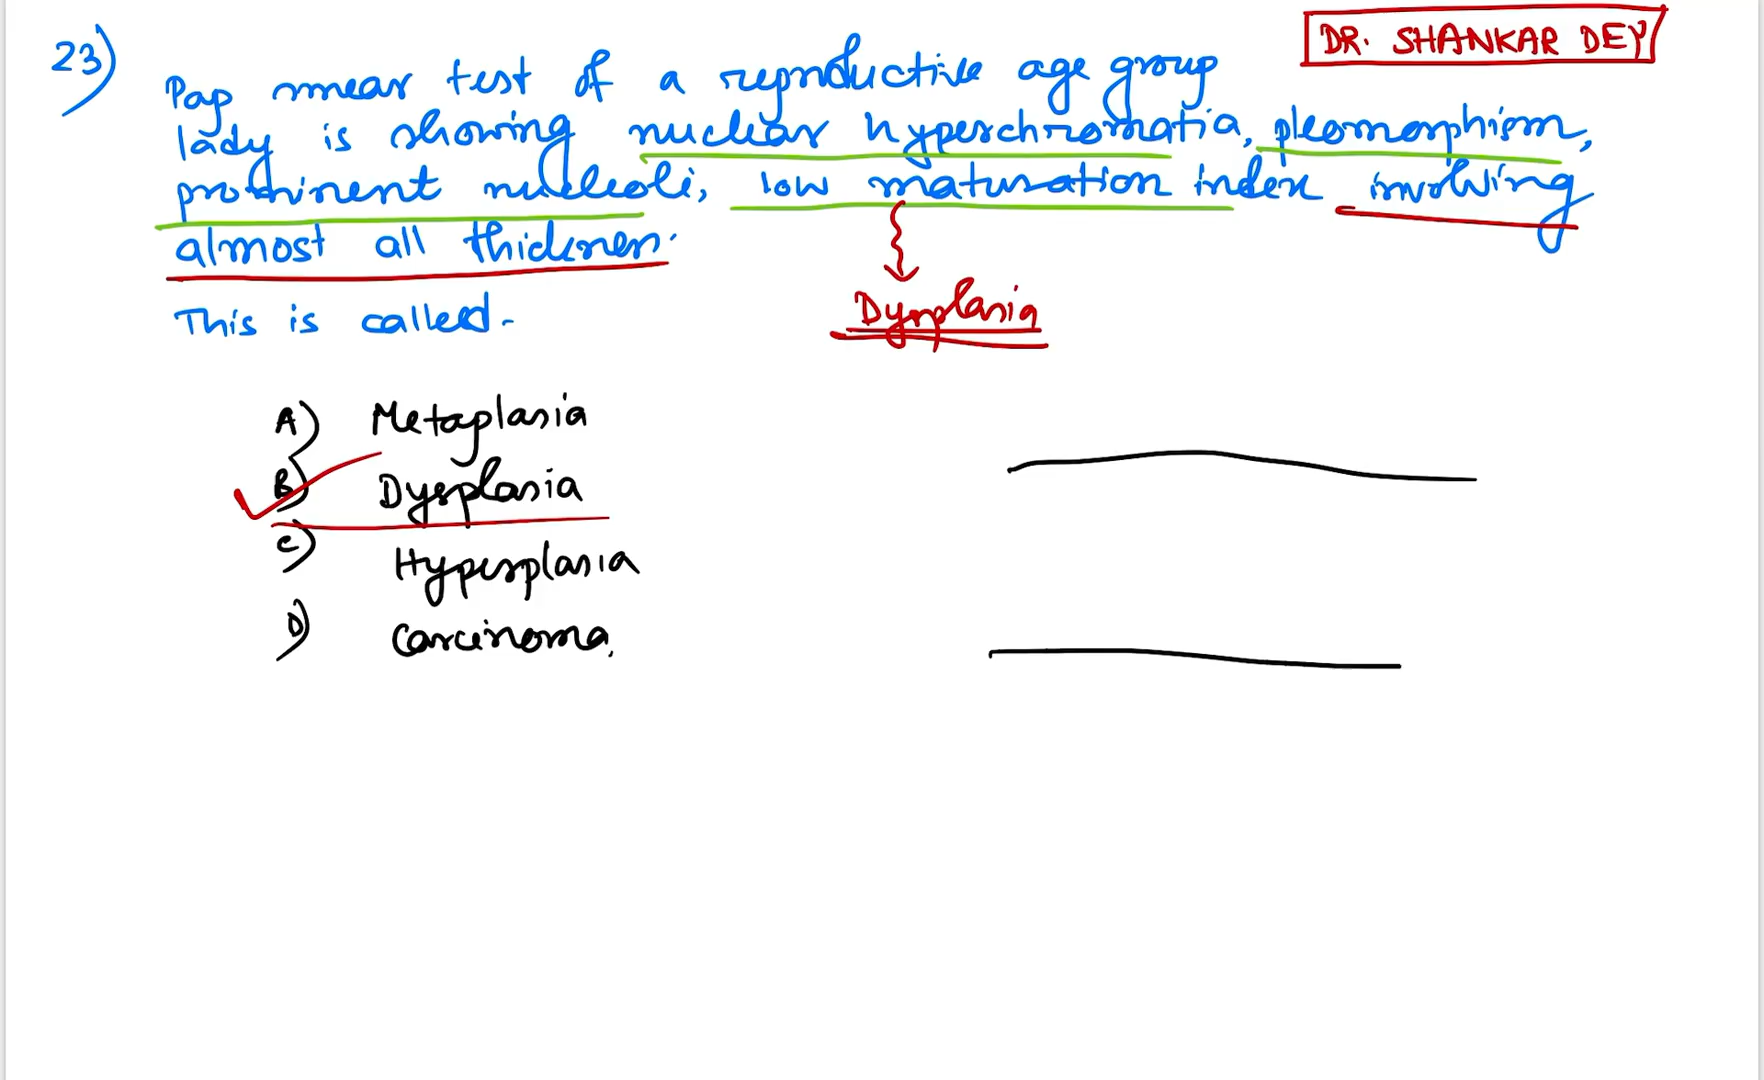 DR. SHANKAR DEY
23)
Pap smear test of a reproductive age group
lady is showing nuclear hyperchromatia, pleomorphism,
prominent nucleoli, low maturation index involving
almost all thickness.
This is called-
Dysplasia
A) Metaplasia
B) Dysplasia
C) Hyperplasia
D) Carcinoma.